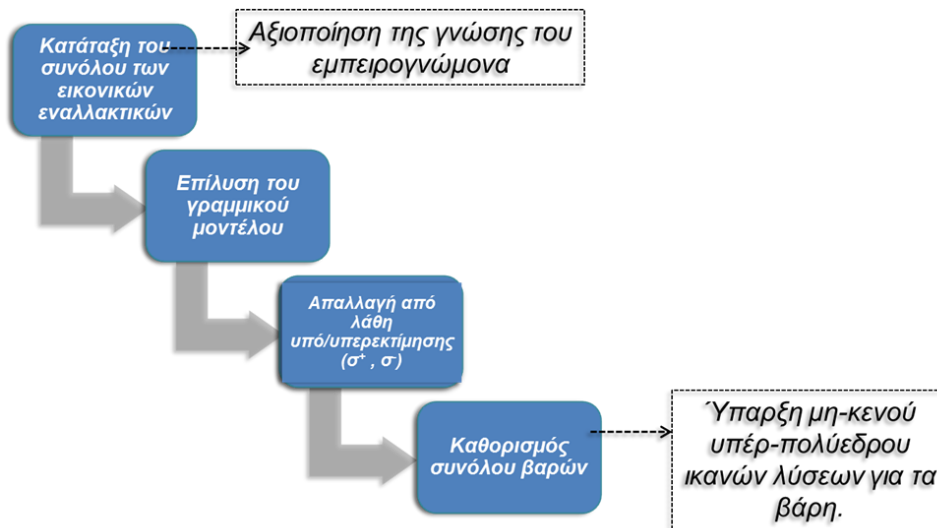 Κατάταξη του
συνόλου των
εικονικών
εναλλακτικών
Αξιοποίηση της γνώσης του
εμπειρογνώμονα
Επίλυση του
γραμμικού
μοντέλου
Απαλλαγή από
λάθη
υπό/υπερεκτίμησης
(σ⁺ , σ⁻)
Καθορισμός
συνόλου βαρών
Ύπαρξη μη-κενού
υπέρ-πολύεδρου
ικανών λύσεων για τα
βάρη.